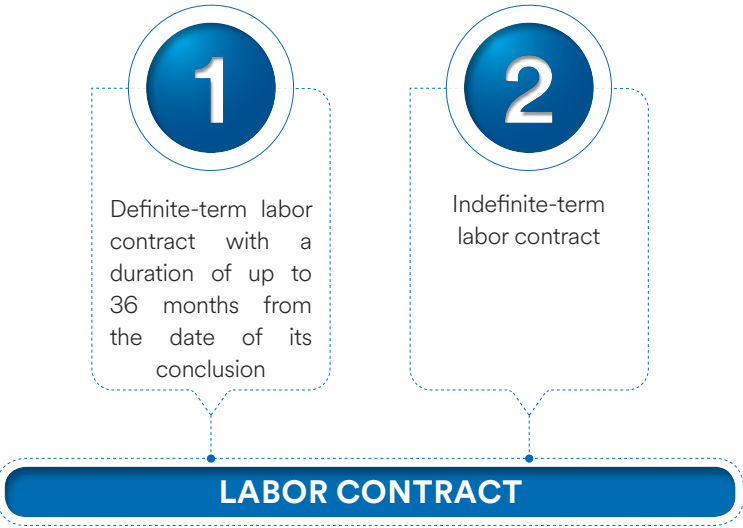 1
Definite-term labor
contract with a
duration of up to
36 months from
the date of its
conclusion
2
Indefinite-term
labor contract
LABOR CONTRACT